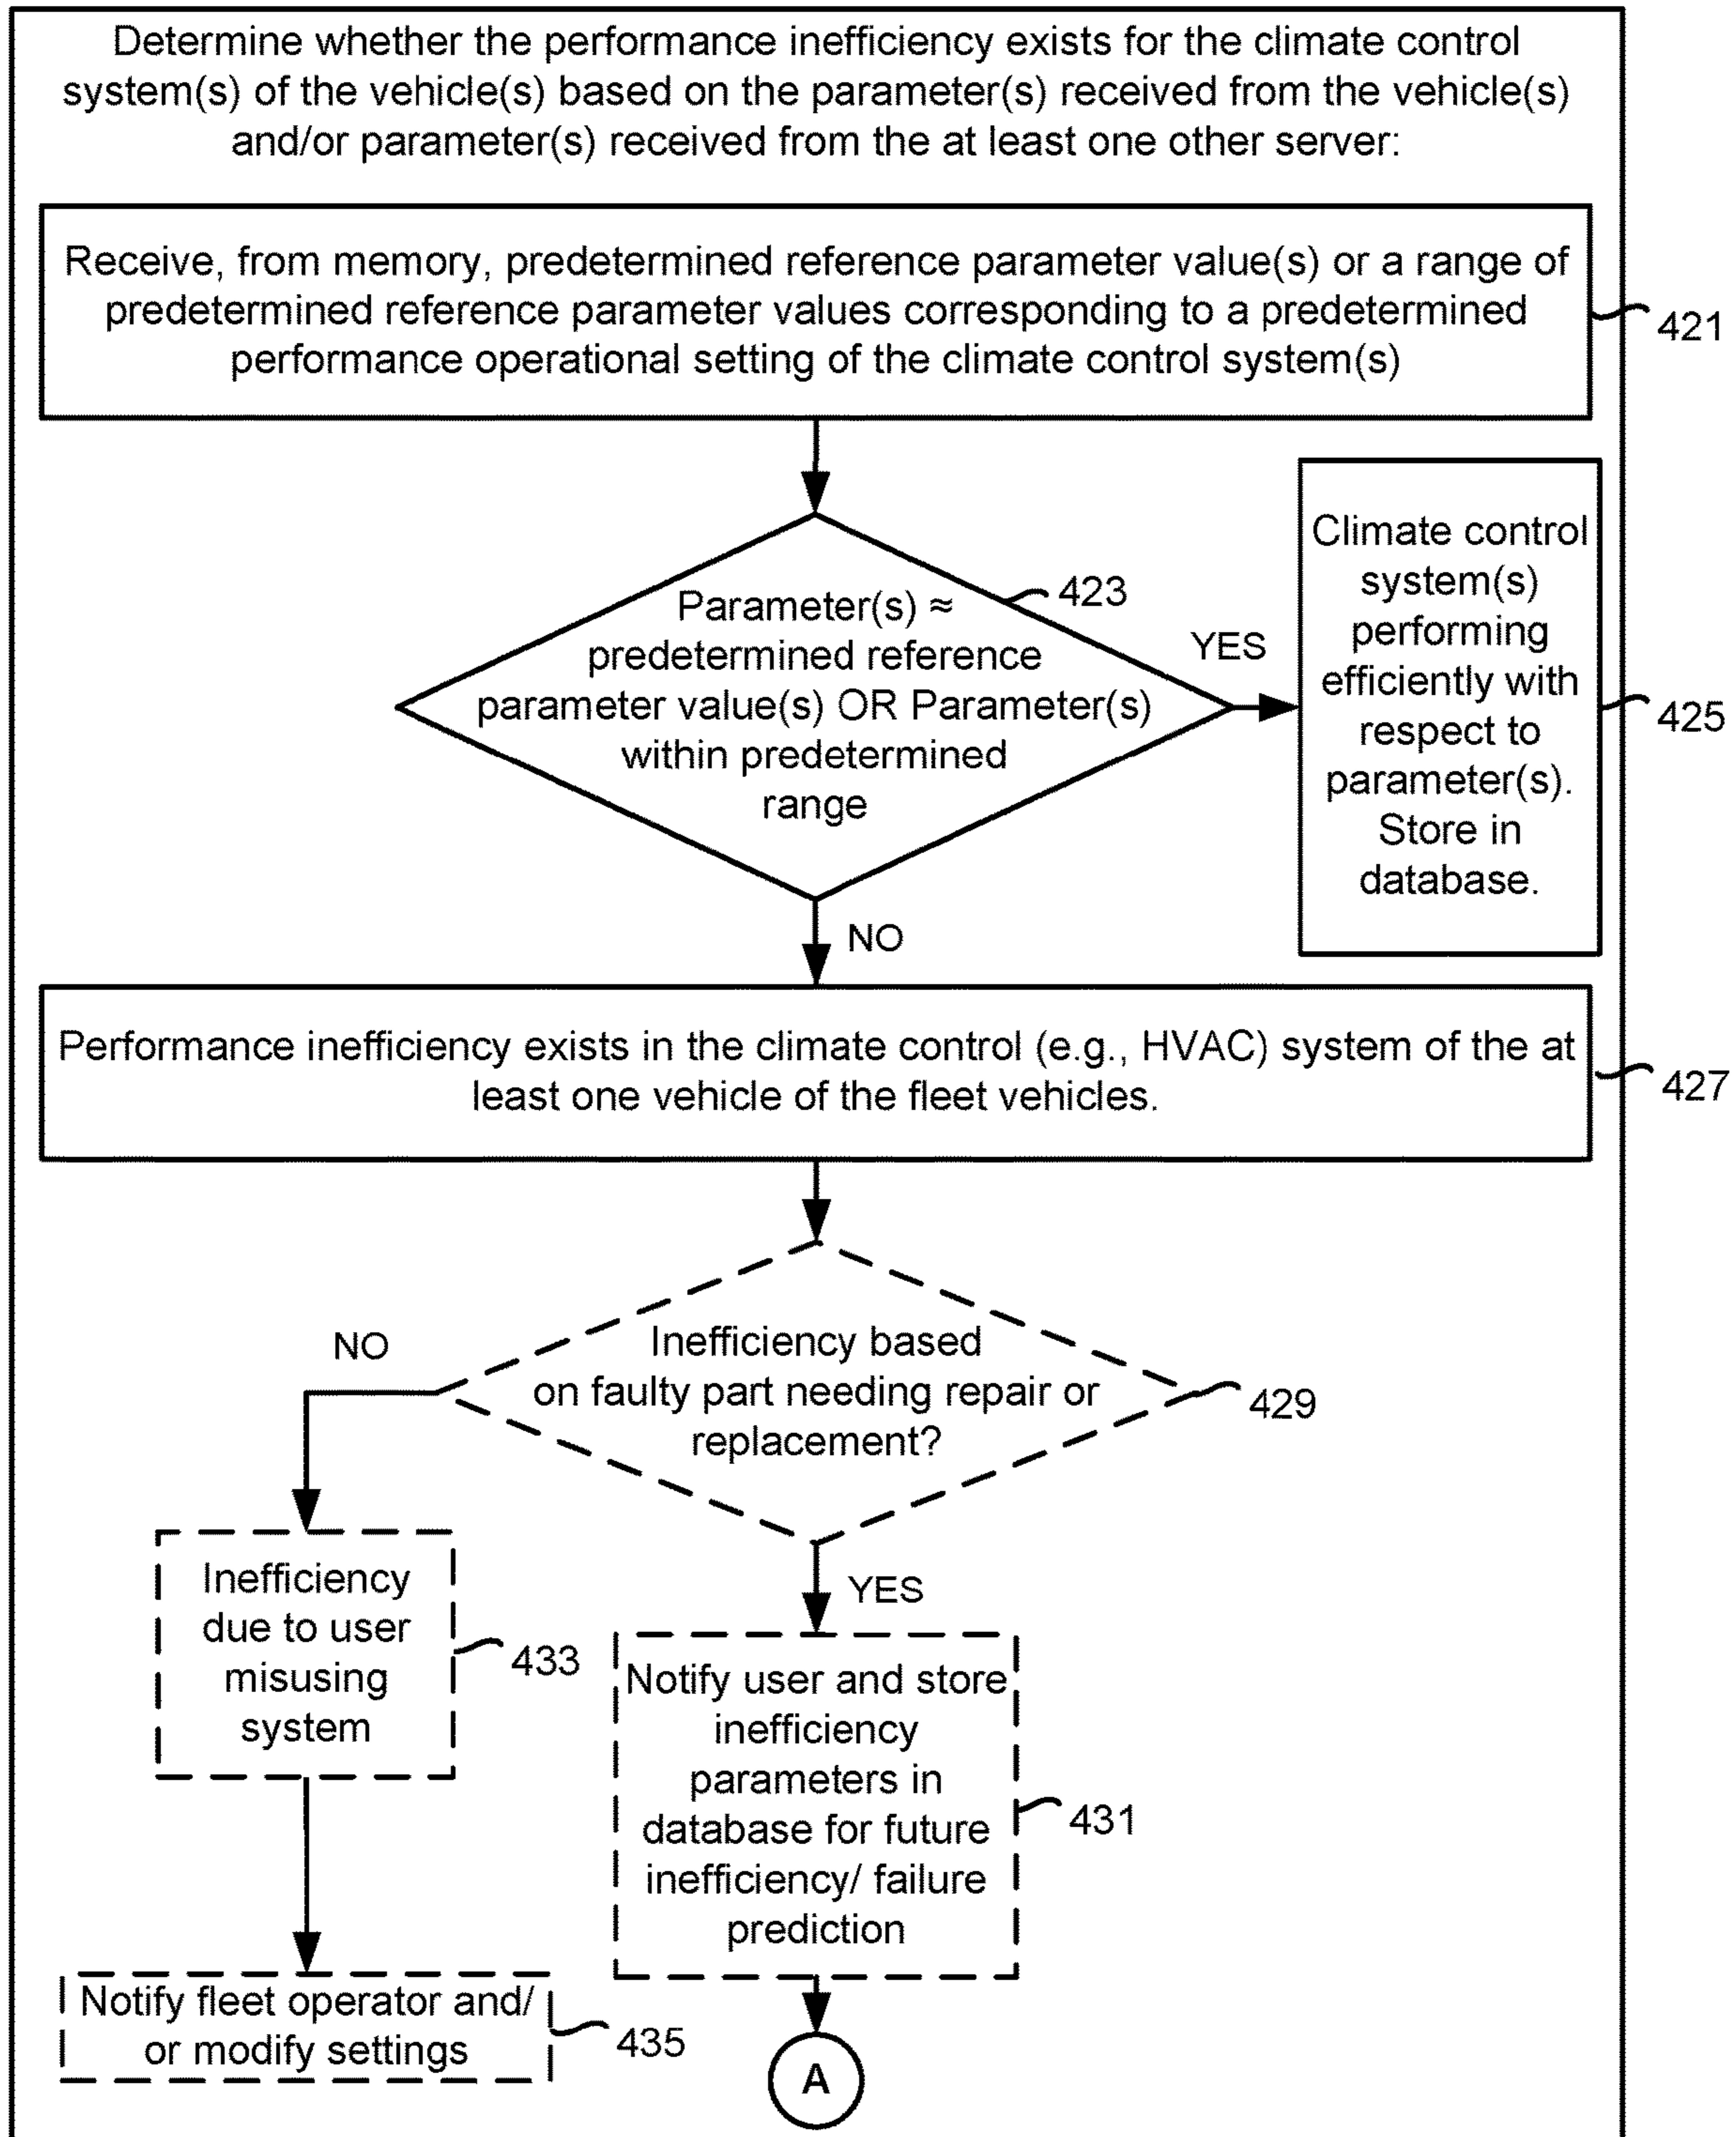 Determine whether the performance inefficiency exists for the climate control
system(s) of the vehicle(s) based on the parameter(s) received from the vehicle(s)
and/or parameter(s) received from the at least one other server:
Receive, from memory, predetermined reference parameter value(s) or a range of
predetermined reference parameter values corresponding to a predetermined
performance operational setting of the climate control system(s)
421
Parameter(s) ≈
predetermined reference
parameter value(s) OR Parameter(s)
within predetermined
range
423
YES
Climate control
system(s)
performing
efficiently with
respect to
parameter(s).
Store in
database.
425
NO
Performance inefficiency exists in the climate control (e.g., HVAC) system of the at
least one vehicle of the fleet vehicles.
427
Inefficiency based
on faulty part needing repair or
replacement?
429
NO
Inefficiency
due to user
misusing
system
433
YES
Notify user and store
inefficiency
parameters in
database for future
inefficiency/ failure
prediction
431
Notify fleet operator and/
or modify settings
435
A